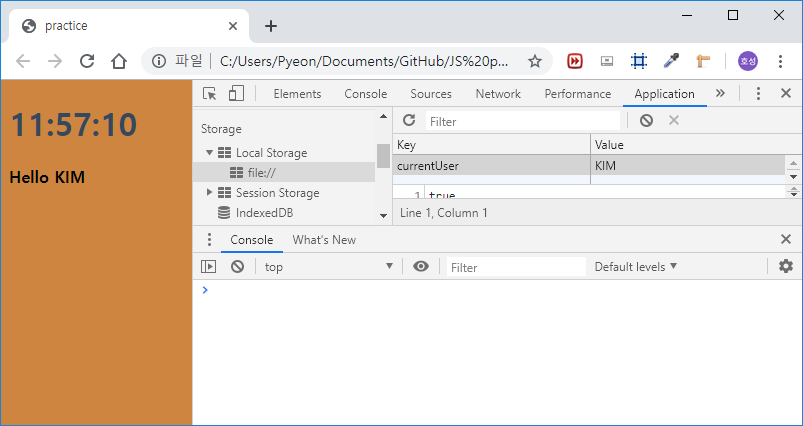 practice
파일 C:/Users/Pyeon/Documents/GitHub/JS%20p... 호성
11:57:10
Hello KIM
Elements Console Sources Network Performance Application
Storage
Local Storage
file://
Session Storage
IndexedDB
Filter
Key Value
currentUser KIM
1 true
Line 1, Column 1
Console What's New
top Filter Default levels